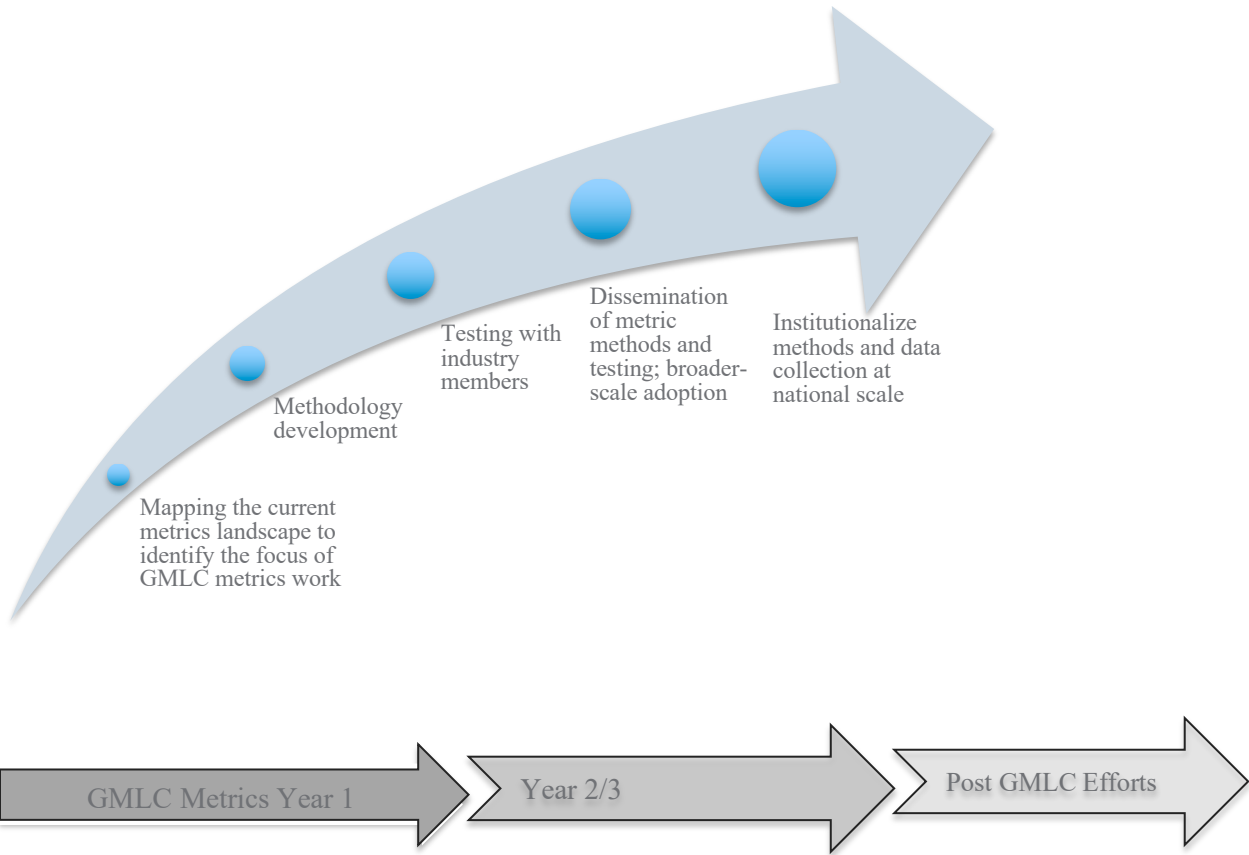 Mapping the current
metrics landscape to
identify the focus of
GMLC metrics work
Methodology
development
Testing with
industry
members
Dissemination
of metric
methods and
testing; broader-
scale adoption
Institutionalize
methods and data
collection at
national scale
GMLC Metrics Year 1
Year 2/3
Post GMLC Efforts